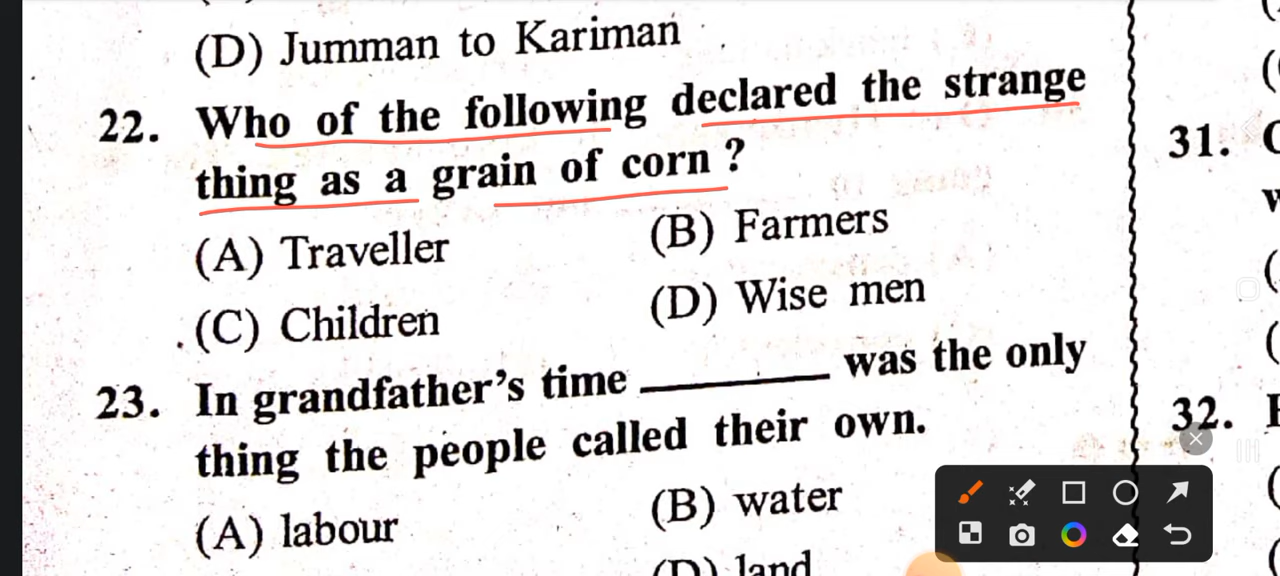 (D) Jumman to Kariman
22. Who of the following declared the strange
thing as a grain of corn ?
(A) Traveller
(B) Farmers
(C) Children
(D) Wise men
23. In grandfather's time ________ was the only
thing the people called their own.
(A) labour
(B) water
(D) land
31.
32.